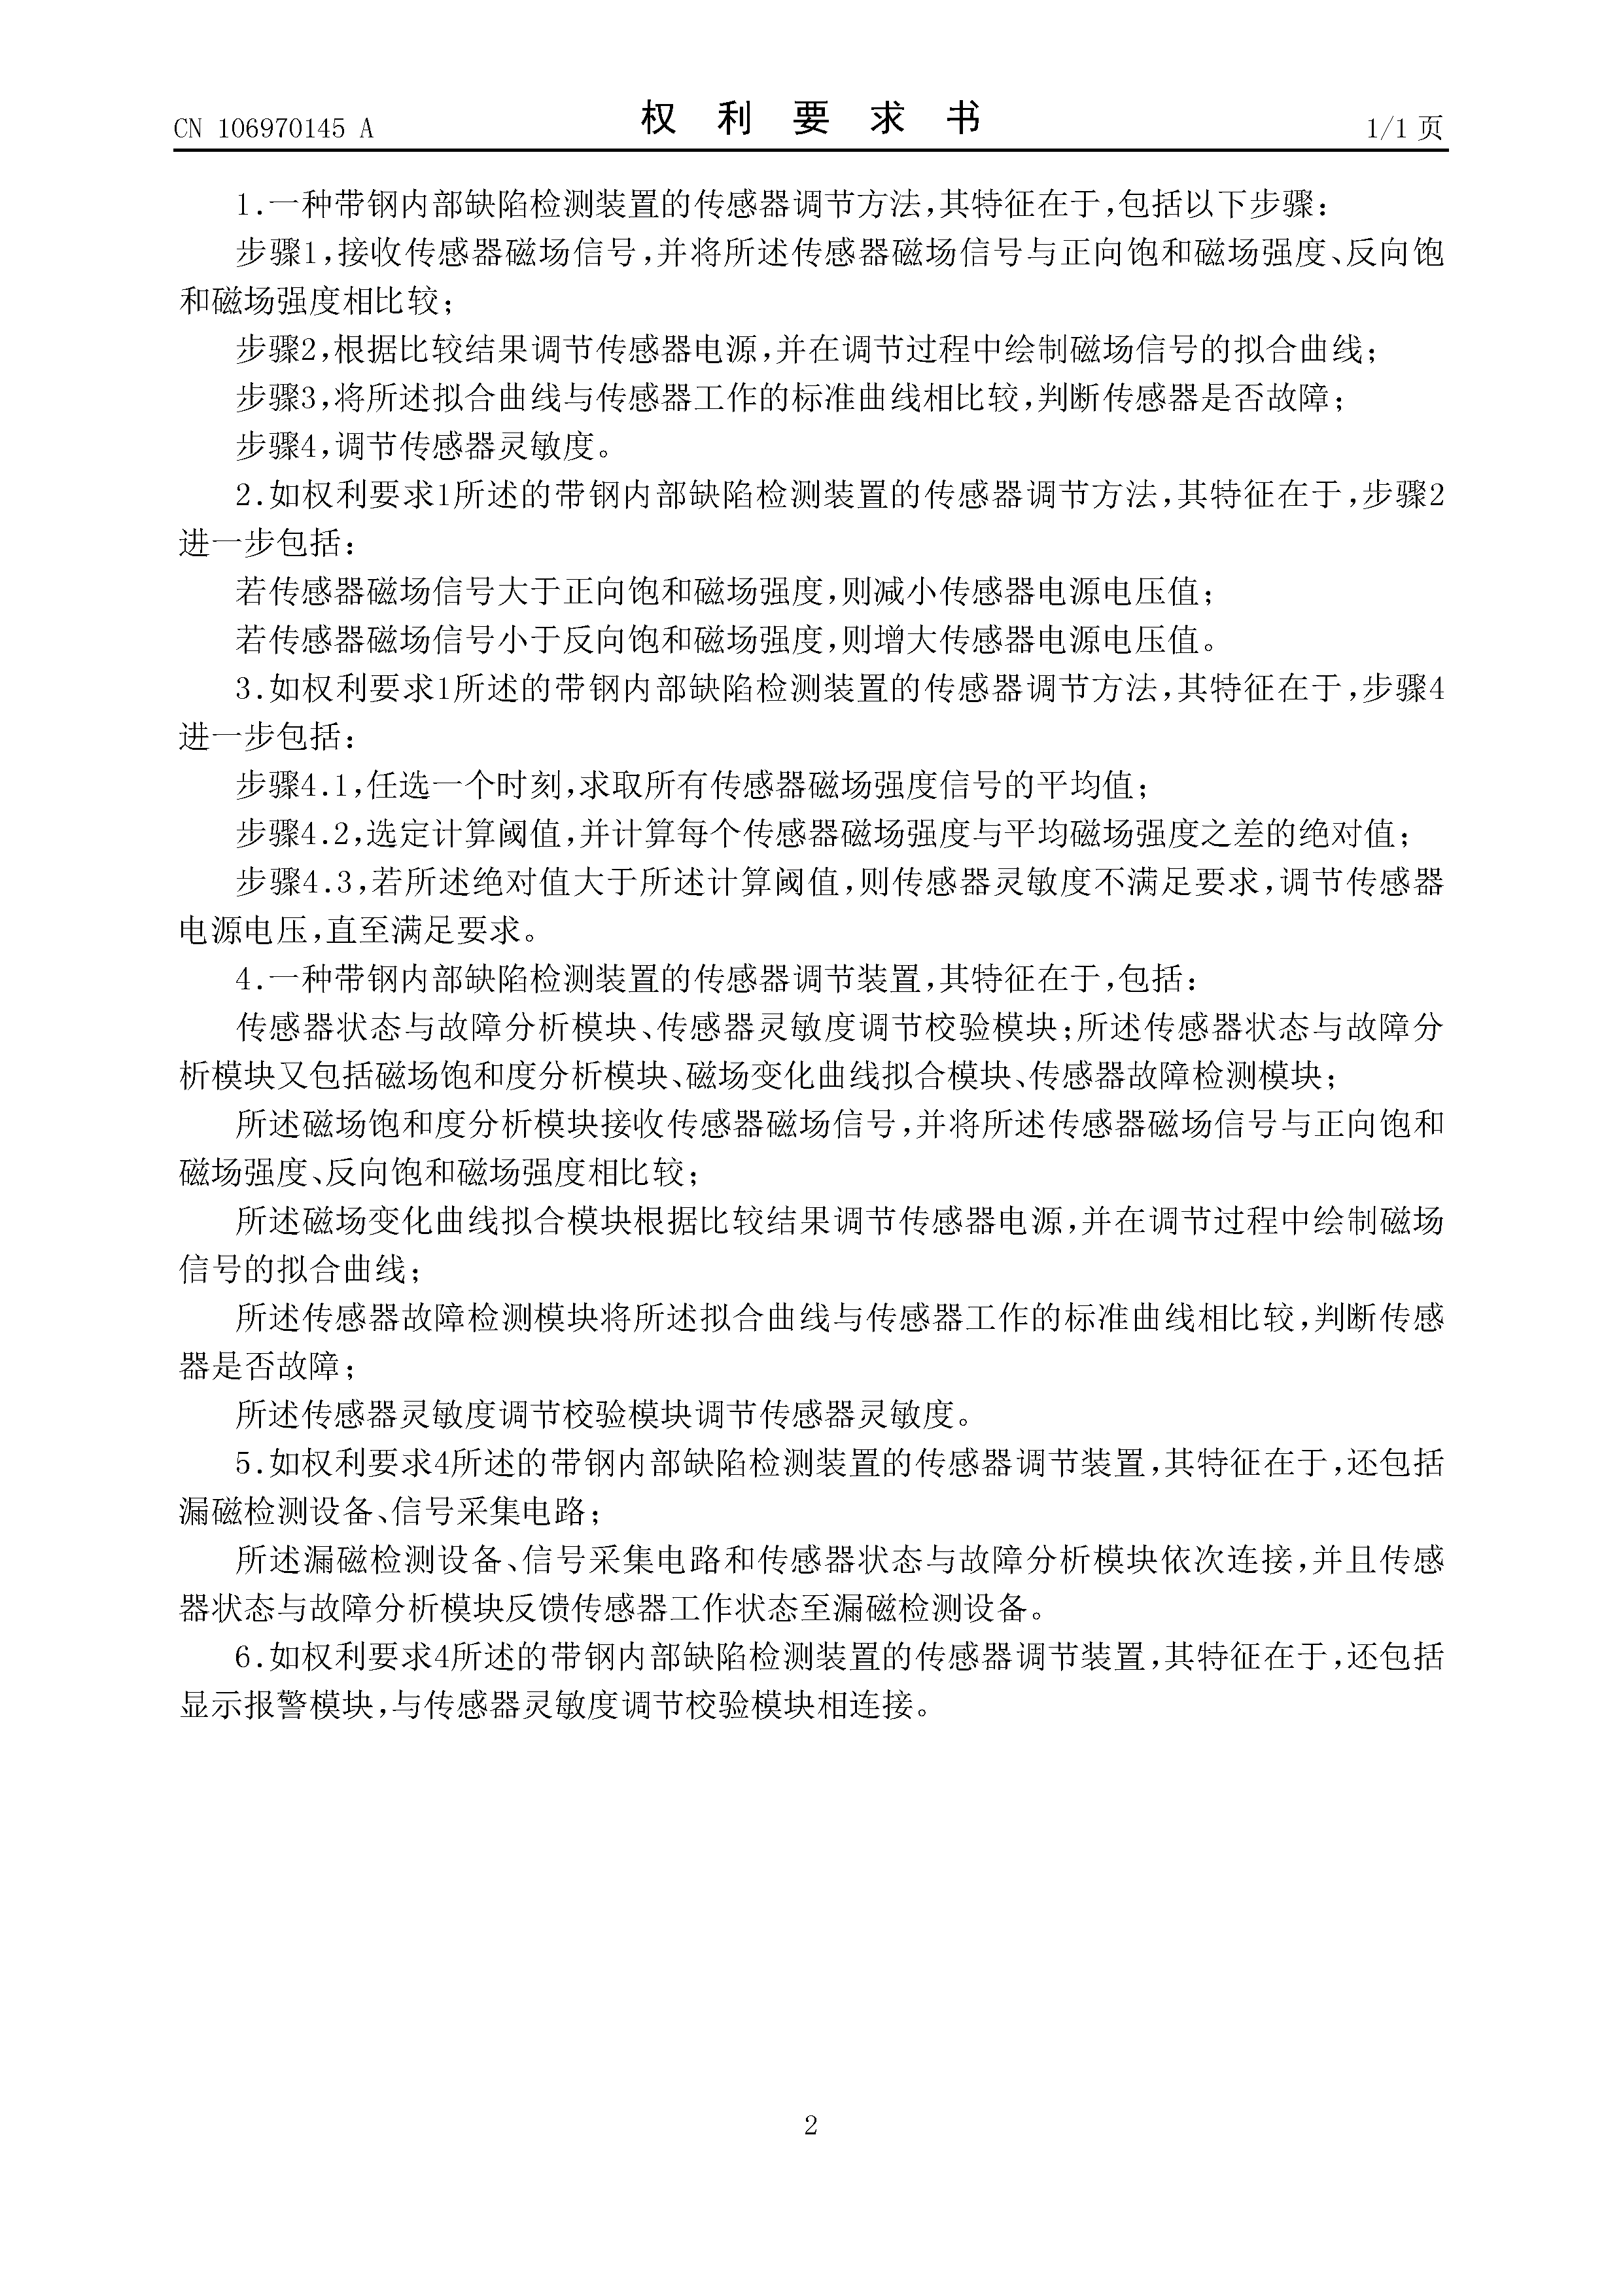 CN 106970145 A
权 利 要 求 书
1/1 页
1.一种带钢内部缺陷检测装置的传感器调节方法,其特征在于,包括以下步骤:
步骤1,接收传感器磁场信号,并将所述传感器磁场信号与正向饱和磁场强度、反向饱
和磁场强度相比较;
步骤2,根据比较结果调节传感器电源,并在调节过程中绘制磁场信号的拟合曲线;
步骤3,将所述拟合曲线与传感器工作的标准曲线相比较,判断传感器是否故障;
步骤4,调节传感器灵敏度。
2.如权利要求1所述的带钢内部缺陷检测装置的传感器调节方法,其特征在于,步骤2
进一步包括:
若传感器磁场信号大于正向饱和磁场强度,则减小传感器电源电压值;
若传感器磁场信号小于反向饱和磁场强度,则增大传感器电源电压值。
3.如权利要求1所述的带钢内部缺陷检测装置的传感器调节方法,其特征在于,步骤4
进一步包括:
步骤4.1,任选一个时刻,求取所有传感器磁场强度信号的平均值;
步骤4.2,选定计算阈值,并计算每个传感器磁场强度与平均磁场强度之差的绝对值;
步骤4.3,若所述绝对值大于所述计算阈值,则传感器灵敏度不满足要求,调节传感器
电源电压,直至满足要求。
4.一种带钢内部缺陷检测装置的传感器调节装置,其特征在于,包括:
传感器状态与故障分析模块、传感器灵敏度调节校验模块;所述传感器状态与故障分
析模块又包括磁场饱和度分析模块、磁场变化曲线拟合模块、传感器故障检测模块;
所述磁场饱和度分析模块接收传感器磁场信号,并将所述传感器磁场信号与正向饱和
磁场强度、反向饱和磁场强度相比较;
所述磁场变化曲线拟合模块根据比较结果调节传感器电源,并在调节过程中绘制磁场
信号的拟合曲线;
所述传感器故障检测模块将所述拟合曲线与传感器工作的标准曲线相比较,判断传感
器是否故障;
所述传感器灵敏度调节校验模块调节传感器灵敏度。
5.如权利要求4所述的带钢内部缺陷检测装置的传感器调节装置,其特征在于,还包括
漏磁检测设备、信号采集电路;
所述漏磁检测设备、信号采集电路和传感器状态与故障分析模块依次连接,并且传感
器状态与故障分析模块反馈传感器工作状态至漏磁检测设备。
6.如权利要求4所述的带钢内部缺陷检测装置的传感器调节装置,其特征在于,还包括
显示报警模块,与传感器灵敏度调节校验模块相连接。
2